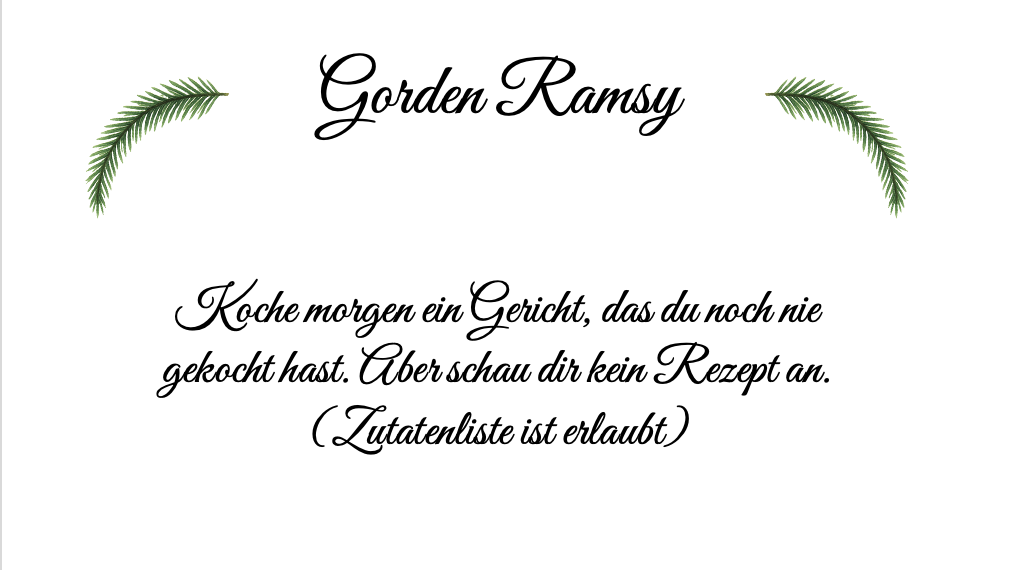 Gorden Ramsy
Koche morgen ein Gericht, das du noch nie
gekocht hast. Aber schau dir kein Rezept an.
(Zutatenliste ist erlaubt)